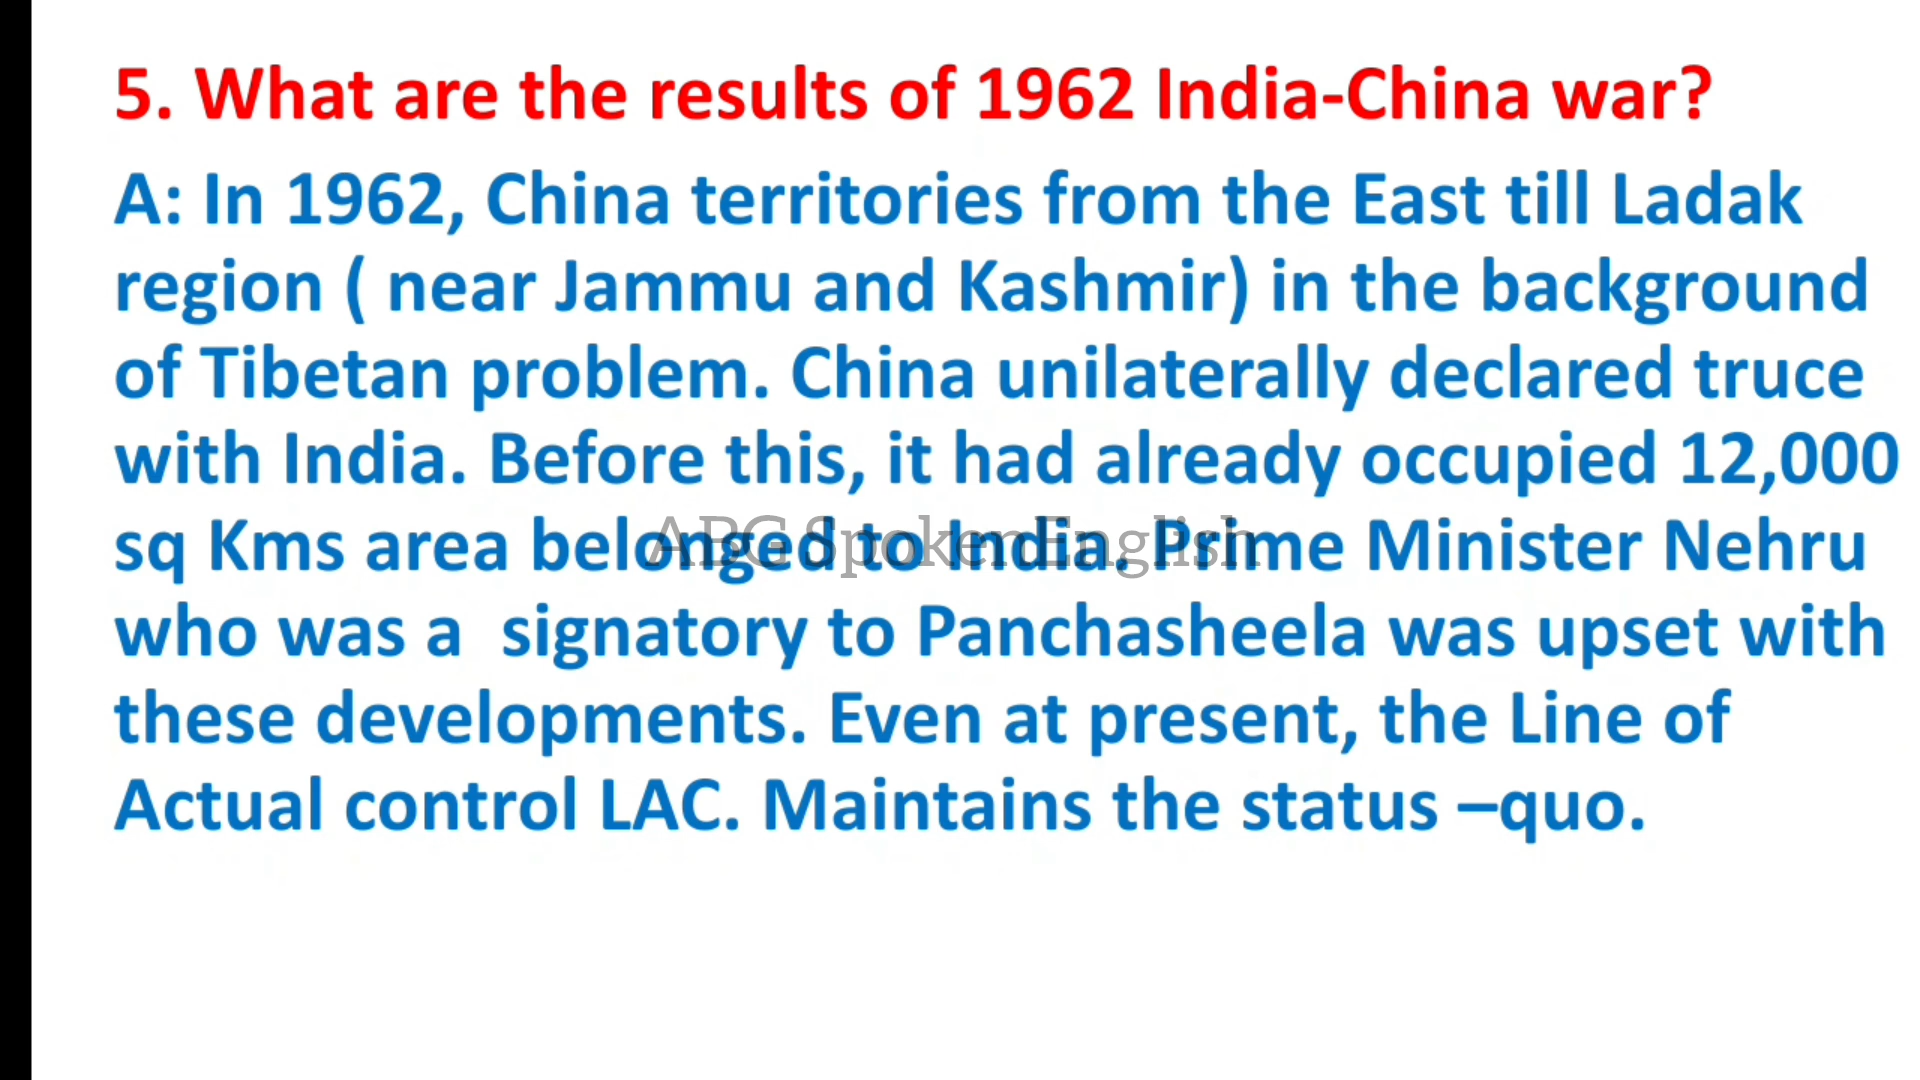 5. What are the results of 1962 India-China war?
A: In 1962, China territories from the East till Ladak
region ( near Jammu and Kashmir) in the background
of Tibetan problem. China unilaterally declared truce
with India. Before this, it had already occupied 12,000
sq Kms area belonged to India. Prime Minister Nehru
ABG SpokenEnglish
who was a  signatory to Panchasheela was upset with
these developments. Even at present, the Line of
Actual control LAC. Maintains the status –quo.